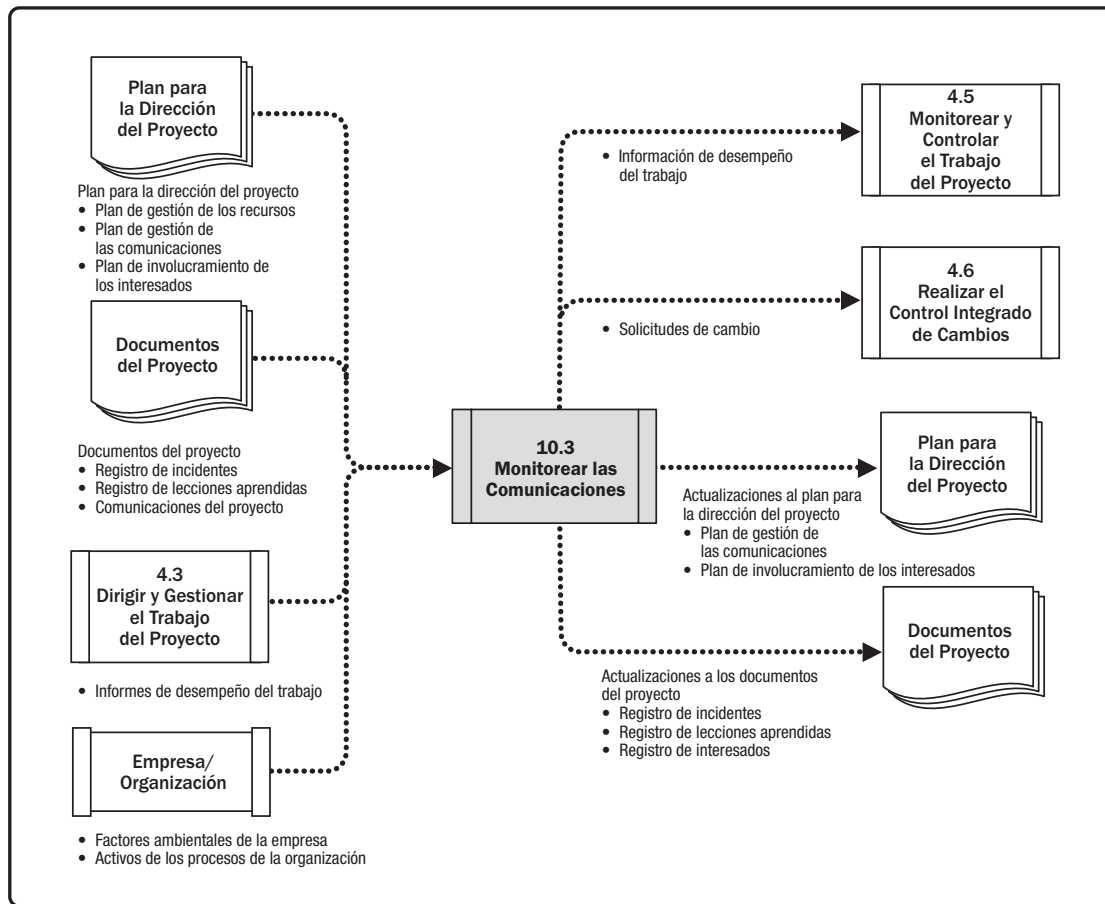 Plan para
la Dirección
del Proyecto
Plan para la dirección del proyecto
• Plan de gestión de los recursos
• Plan de gestión de
las comunicaciones
• Plan de involucramiento de
los interesados
Documentos
del Proyecto
Documentos del proyecto
• Registro de incidentes
• Registro de lecciones aprendidas
• Comunicaciones del proyecto
4.3
Dirigir y Gestionar
el Trabajo
del Proyecto
• Informes de desempeño del trabajo
Empresa/
Organización
• Factores ambientales de la empresa
• Activos de los procesos de la organización
10.3
Monitorear las
Comunicaciones
• Información de desempeño
del trabajo
4.5
Monitorear y
Controlar
el Trabajo
del Proyecto
• Solicitudes de cambio
4.6
Realizar el
Control Integrado
de Cambios
Actualizaciones al plan para
la dirección del proyecto
• Plan de gestión de
las comunicaciones
• Plan de involucramiento de los interesados
Plan para
la Dirección
del Proyecto
Actualizaciones a los documentos
del proyecto
• Registro de incidentes
• Registro de lecciones aprendidas
• Registro de interesados
Documentos
del Proyecto